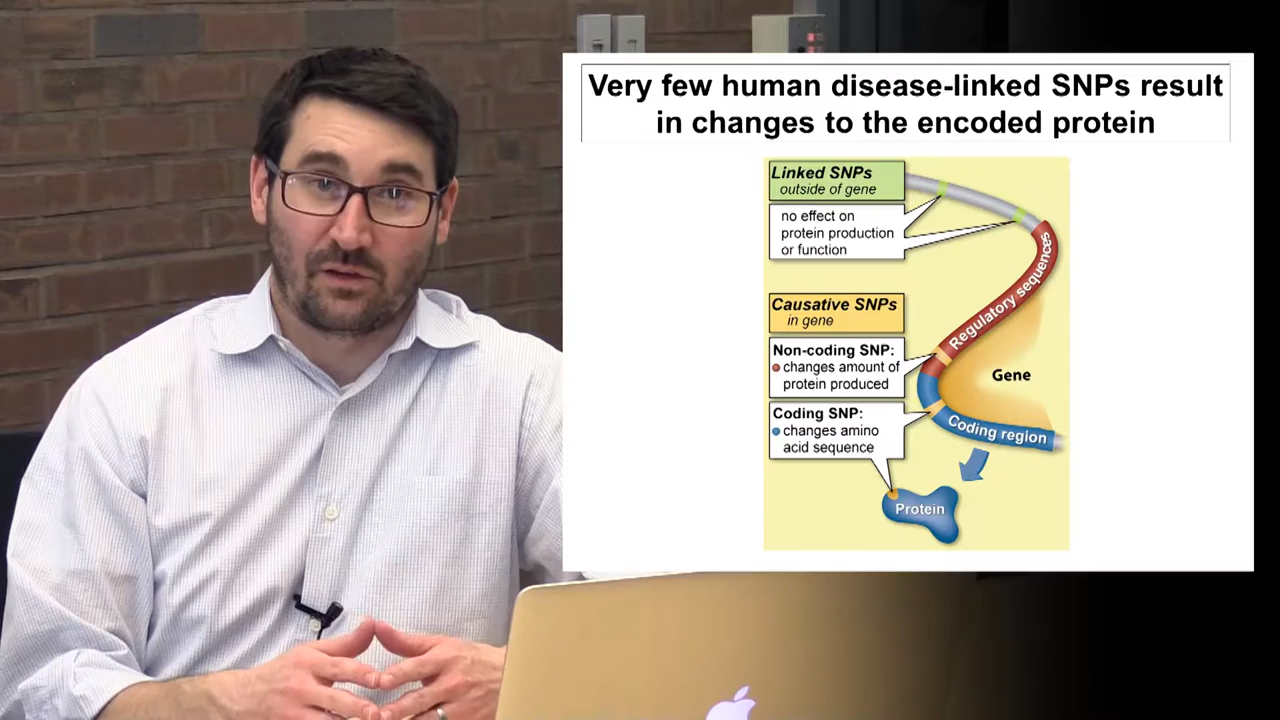 Very few human disease-linked SNPs result
in changes to the encoded protein
Linked SNPs
outside of gene
no effect on
protein production
or function
Regulatory sequences
Causative SNPs
in gene
Non-coding SNP:
changes amount of
protein produced
Gene
Coding SNP:
changes amino
acid sequence
Coding region
Protein